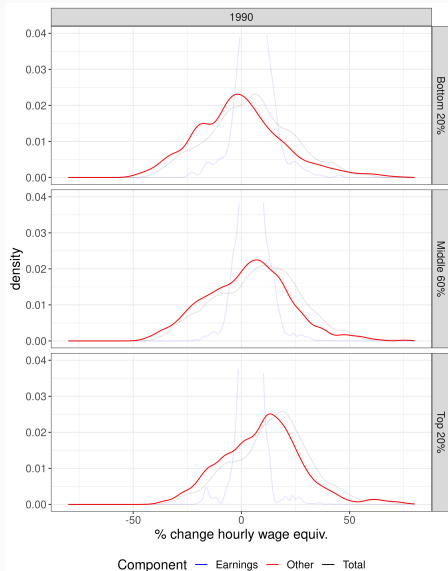 1990
0.04
0.03
0.02
0.01
0.00
Bottom 20%
0.04
0.03
0.02
0.01
0.00
Middle 60%
density
0.04
0.03
0.02
0.01
0.00
Top 20%
-50 0 50
% change hourly wage equiv.
Component Earnings Other Total